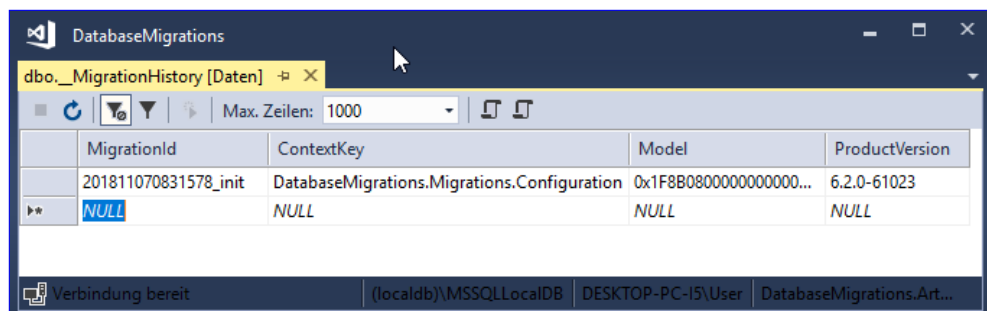 DatabaseMigrations
dbo.__MigrationHistory [Daten]
Max. Zeilen: 1000
MigrationId ContextKey Model ProductVersion
201811070831578_init DatabaseMigrations.Migrations.Configuration 0x1F8B0800000000000... 6.2.0-61023
NULL NULL NULL NULL
Verbindung bereit (localdb)\MSSQLLocalDB DESKTOP-PC-I5\User DatabaseMigrations.Art...